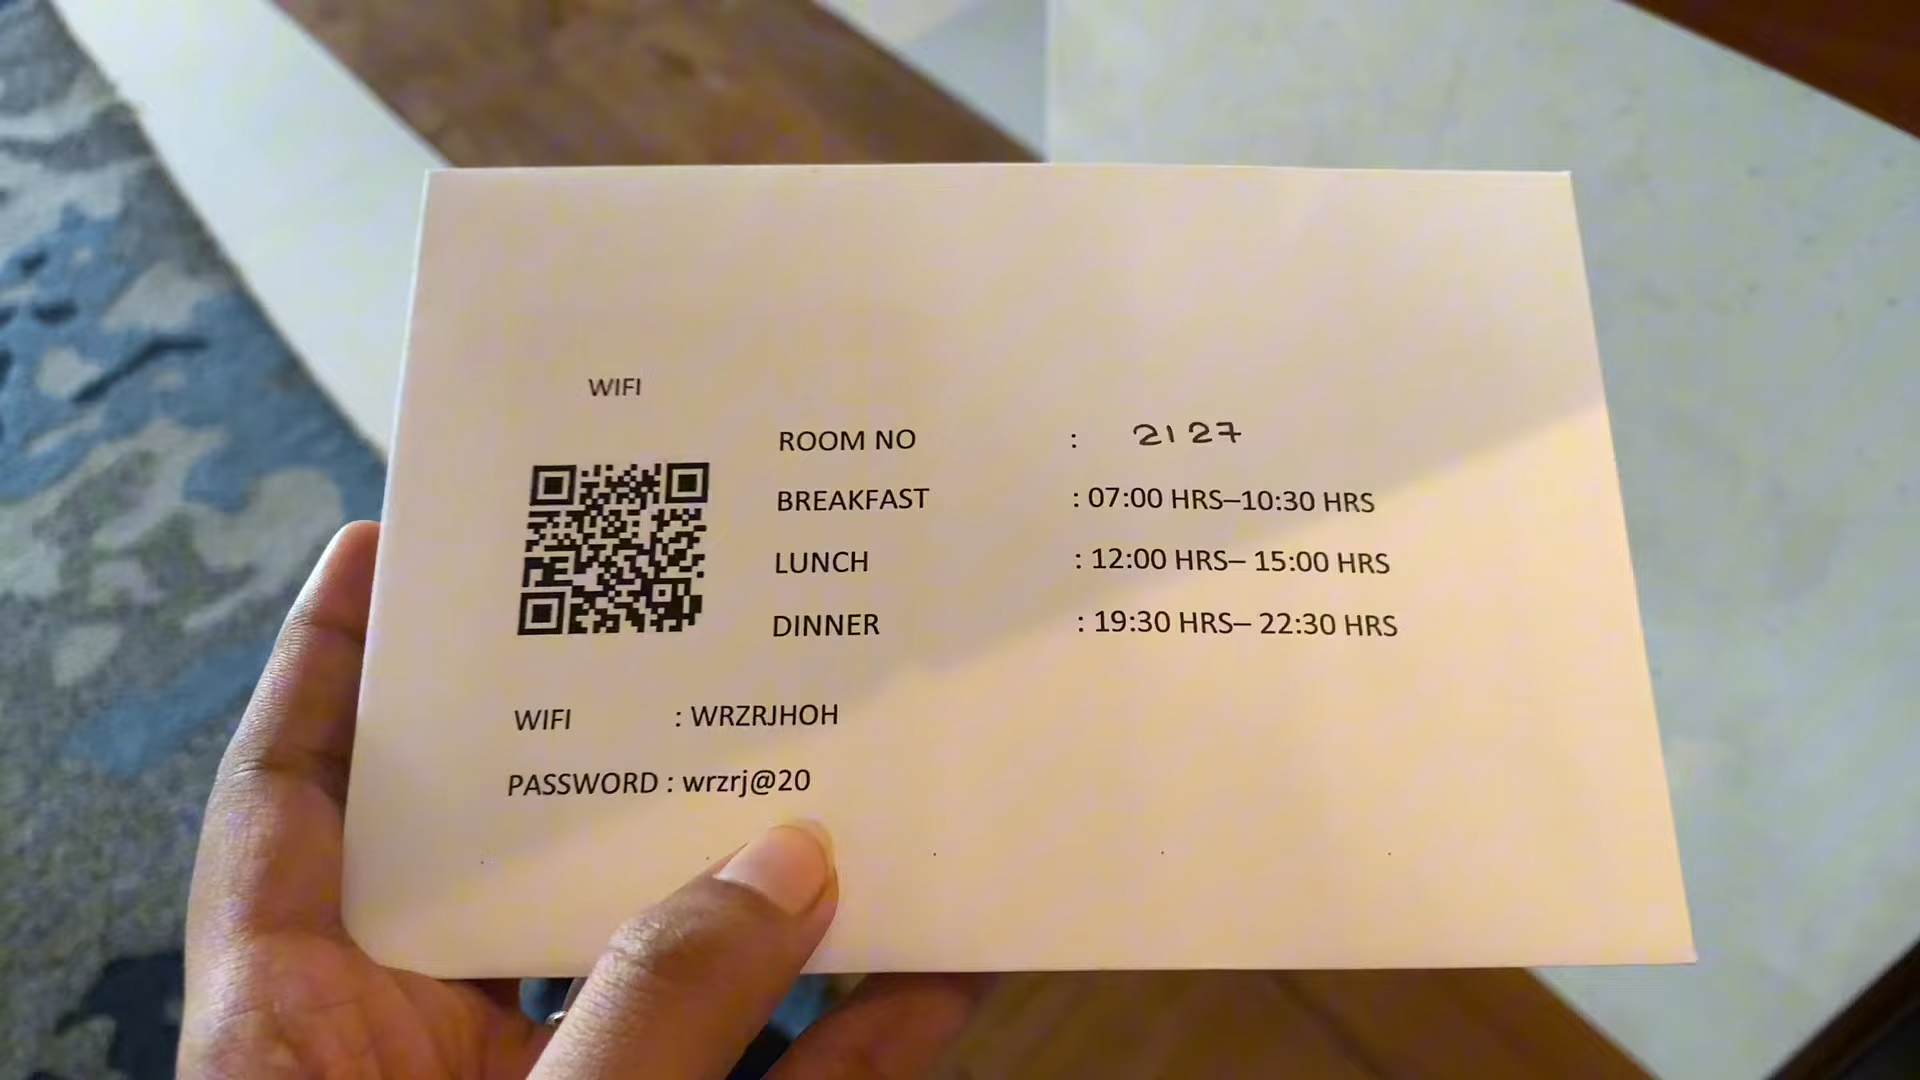 WIFI
ROOM NO : 2127
BREAKFAST : 07:00 HRS–10:30 HRS
LUNCH : 12:00 HRS– 15:00 HRS
DINNER : 19:30 HRS– 22:30 HRS
WIFI : WRZRJHOH
PASSWORD : wrzrj@20